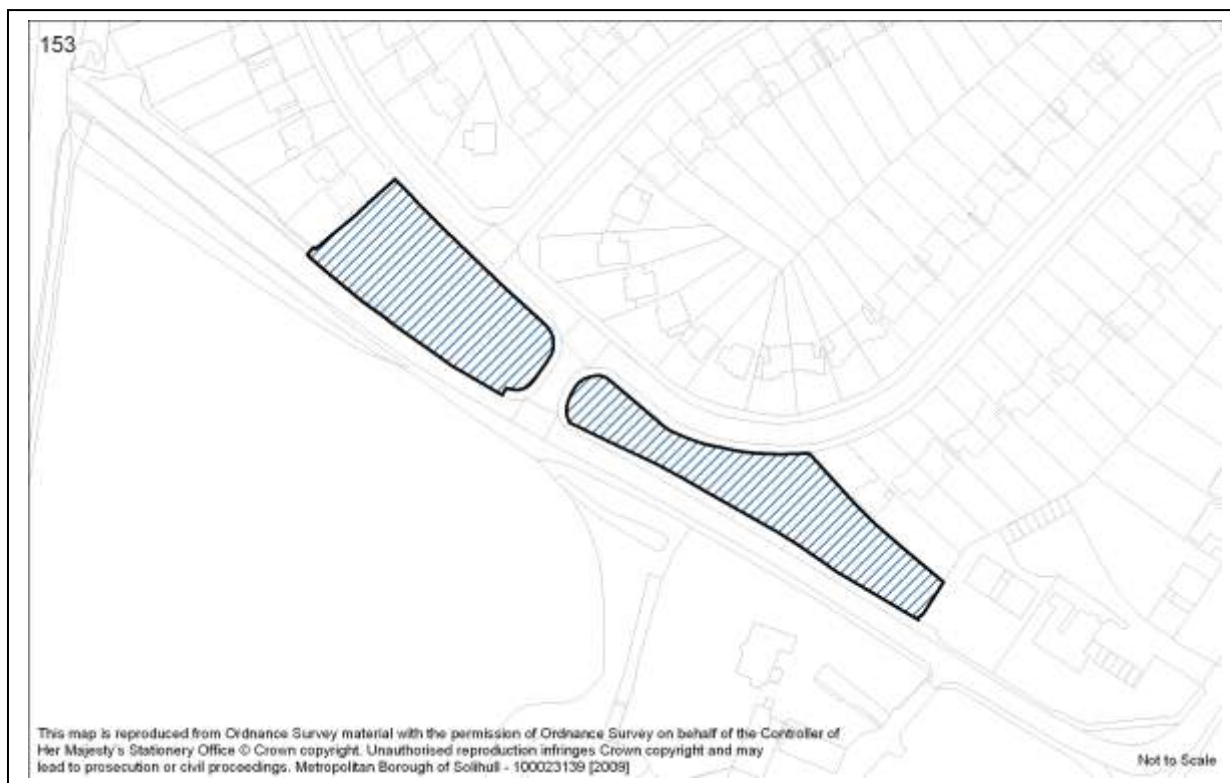 153
This map is reproduced from Ordnance Survey material with the permission of Ordnance Survey on behalf of the Controller of
Her Majesty's Stationery Office © Crown copyright. Unauthorised reproduction infringes Crown copyright and may
lead to prosecution or civil proceedings. Metropolitan Borough of Solihull - 100023139 [2009]
Not to Scale